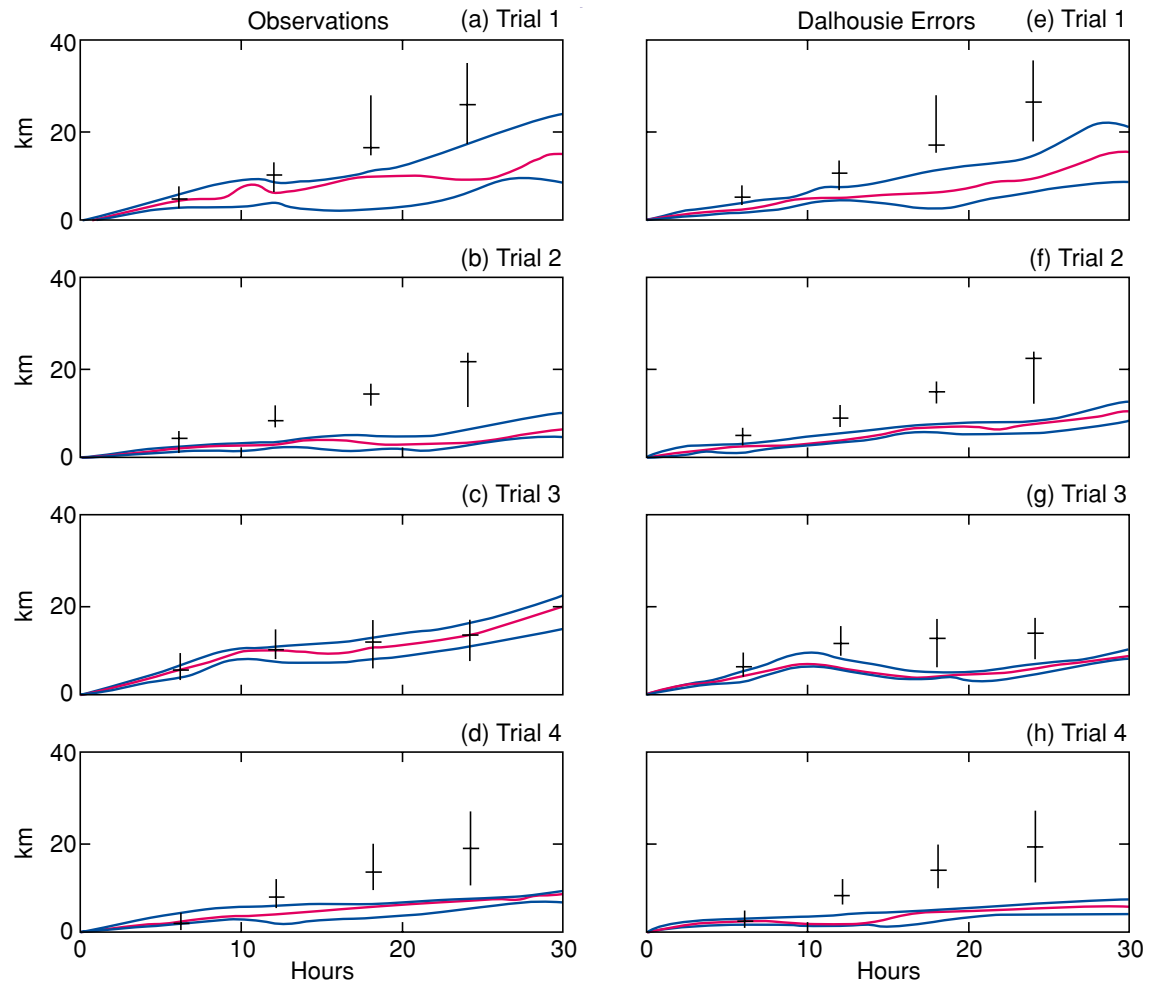 Observations
(a) Trial 1
40
km
20
0
(b) Trial 2
40
km
20
0
(c) Trial 3
40
km
20
0
(d) Trial 4
40
km
20
0
0 10 20 30
Hours
Dalhousie Errors
(e) Trial 1
(f) Trial 2
(g) Trial 3
(h) Trial 4
0 10 20 30
Hours